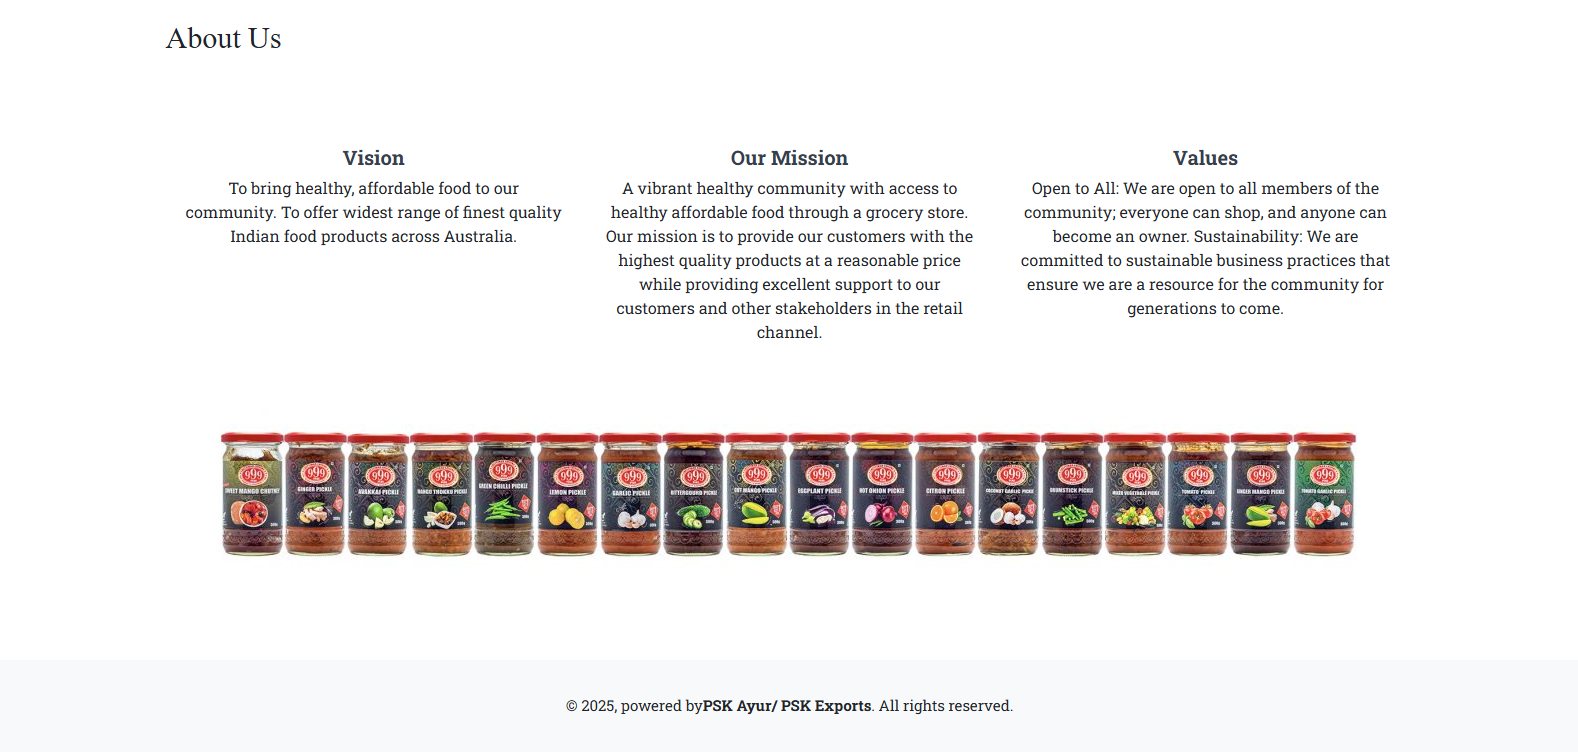 About Us
Vision
To bring healthy, affordable food to our
community. To offer widest range of finest quality
Indian food products across Australia.
Our Mission
A vibrant healthy community with access to
healthy affordable food through a grocery store.
Our mission is to provide our customers with the
highest quality products at a reasonable price
while providing excellent support to our
customers and other stakeholders in the retail
channel.
Values
Open to All: We are open to all members of the
community; everyone can shop, and anyone can
become an owner. Sustainability: We are
committed to sustainable business practices that
ensure we are a resource for the community for
generations to come.
999
SWEET MANGO CHUTNEY
999
GINGER PICKLE
999
AVAKKAI PICKLE
999
MANGO THOKKU PICKLE
999
GREEN CHILLI PICKLE
999
LEMON PICKLE
999
GARLIC PICKLE
999
BITTERGOURD PICKLE
999
CUT MANGO PICKLE
999
EGGPLANT PICKLE
999
HOT ONION PICKLE
999
CITRON PICKLE
999
COCONUT GARLIC PICKLE
999
DRUMSTICK PICKLE
999
MIXED VEGETABLE PICKLE
999
TOMATO PICKLE
999
GINGER MANGO PICKLE
999
TOMATO GARLIC PICKLE
© 2025, powered byPSK Ayur/ PSK Exports. All rights reserved.